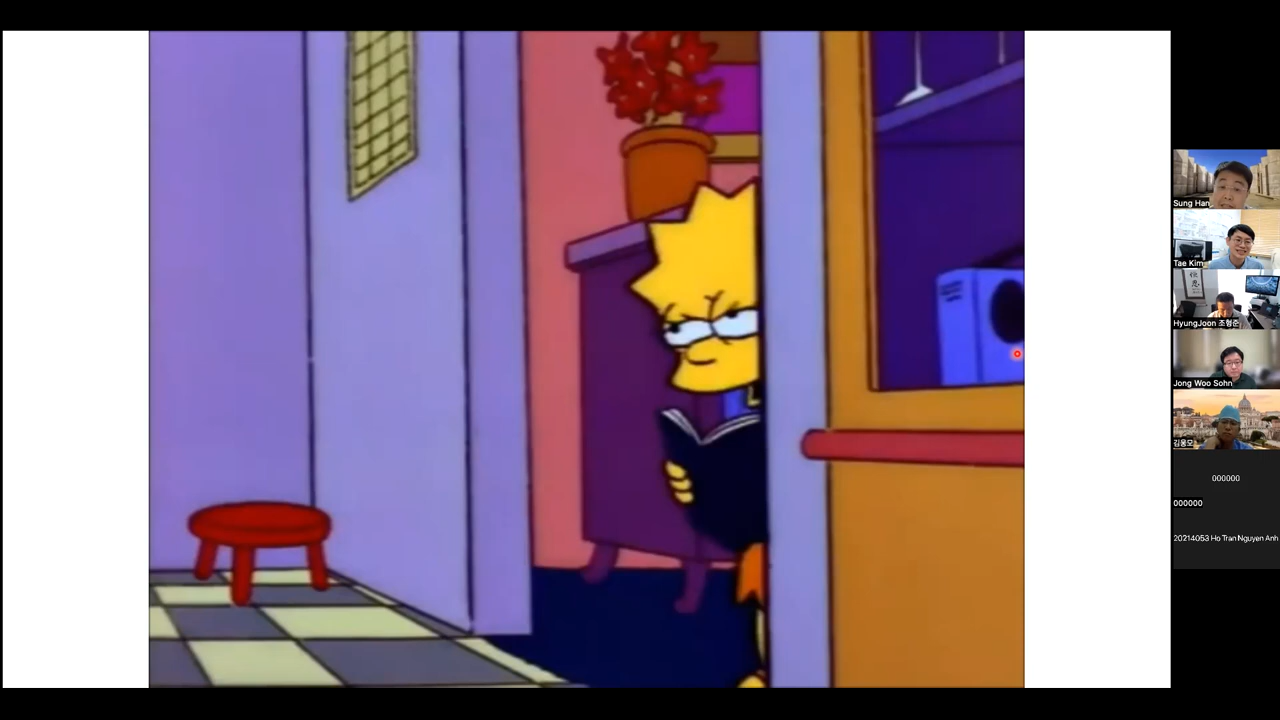 Sung Han
Tae Kim
HyungJoon 조형준
Jong Woo Sohn
김용모
000000
000000
20214053 Ho Tran Nguyen Anh